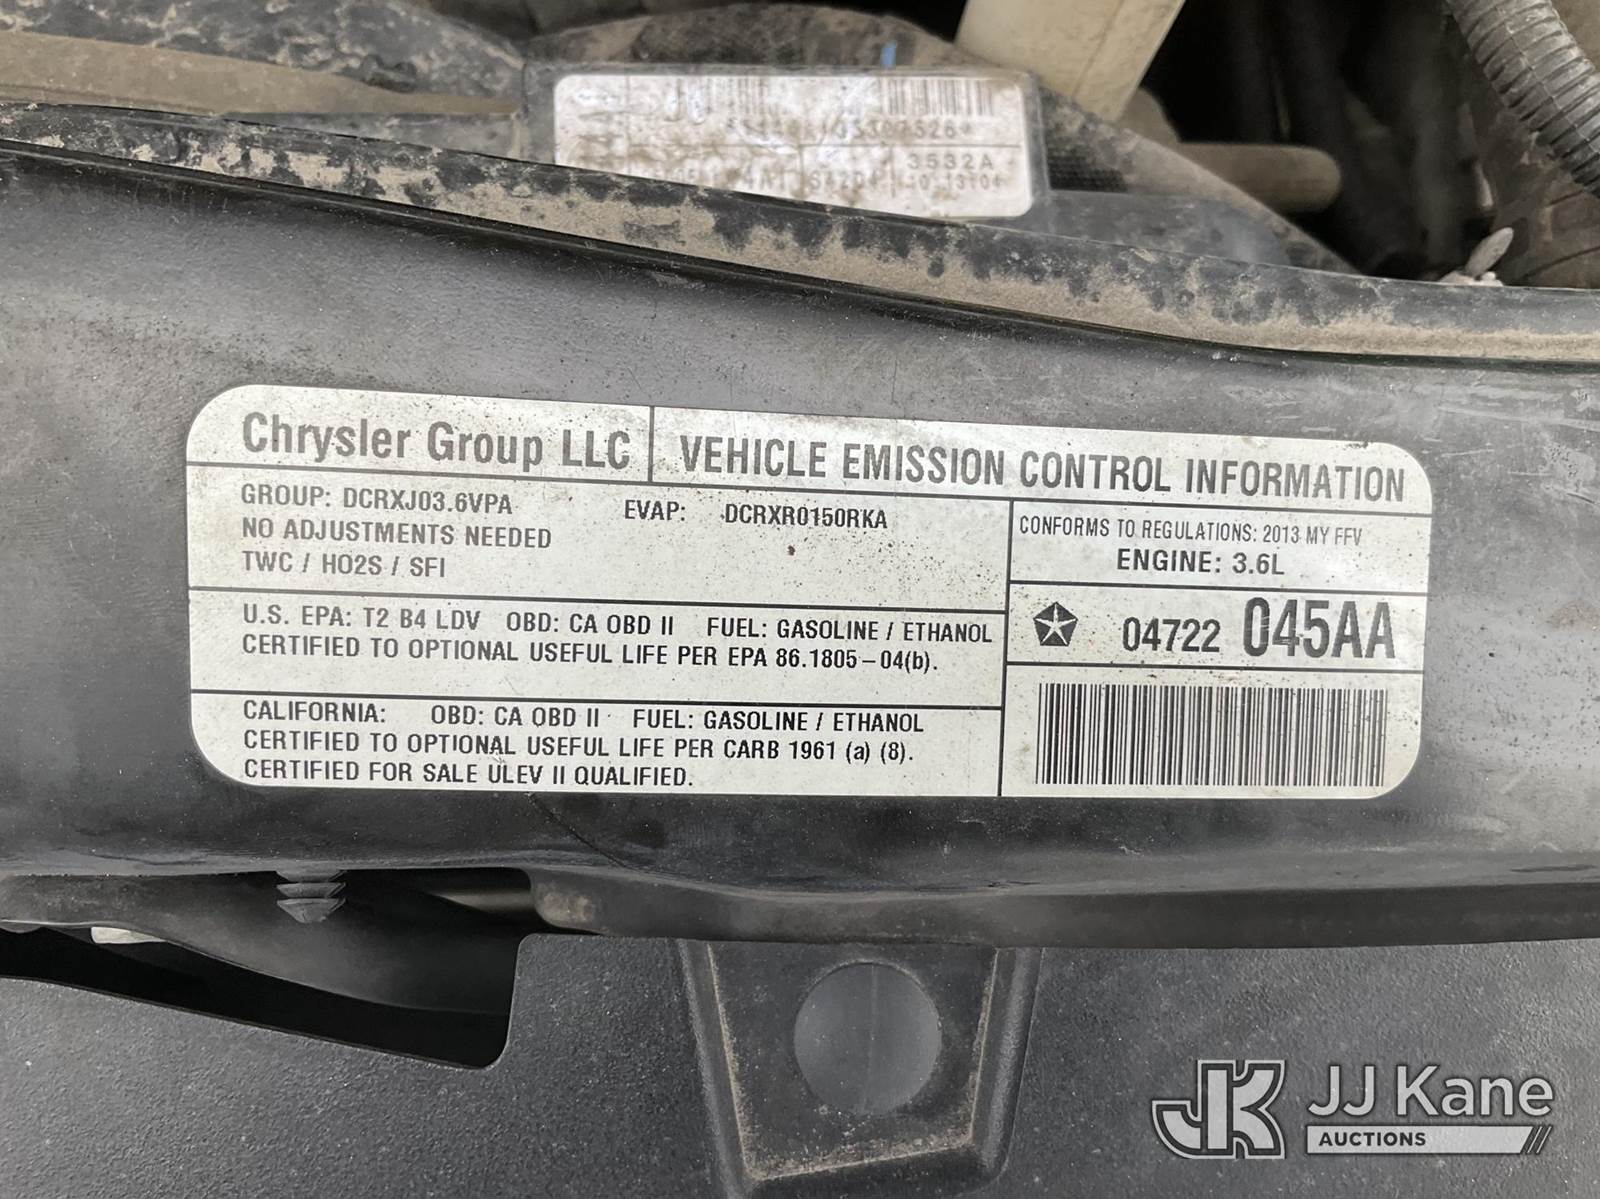 3532A
Chrysler Group LLC
VEHICLE EMISSION CONTROL INFORMATION
GROUP: DCRXJ03.6VPA EVAP: DCRXR0150RKA
NO ADJUSTMENTS NEEDED
TWC / HO2S / SFI
CONFORMS TO REGULATIONS: 2013 MY FFV
ENGINE: 3.6L
U.S. EPA: T2 B4 LDV OBD: CA OBD II FUEL: GASOLINE / ETHANOL
CERTIFIED TO OPTIONAL USEFUL LIFE PER EPA 86.1805-04(b).
04722 045AA
CALIFORNIA: OBD: CA OBD II FUEL: GASOLINE / ETHANOL
CERTIFIED TO OPTIONAL USEFUL LIFE PER CARB 1961 (a) (8).
CERTIFIED FOR SALE ULEV II QUALIFIED.
JK JJ Kane
AUCTIONS